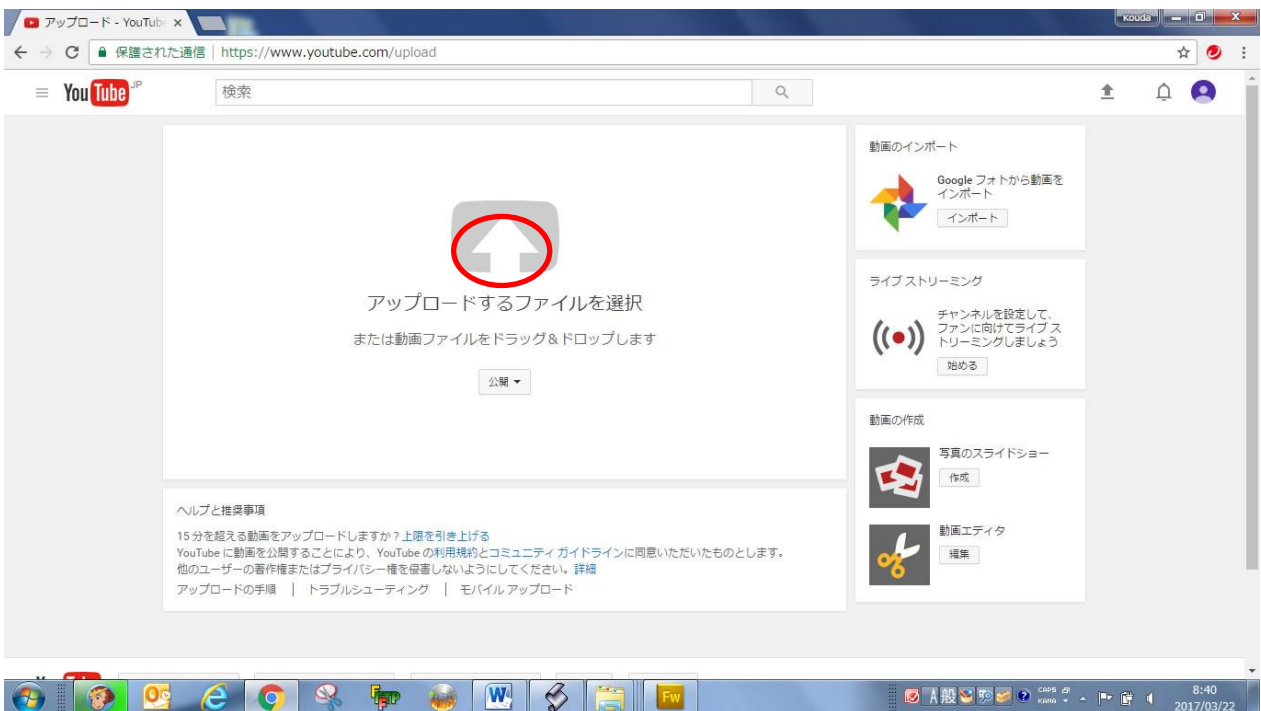 アップロード - YouTub
Kouda
保護された通信 | https://www.youtube.com/upload
YouTube JP
検索
動画のインポート
Google フォトから動画を
インポート
インポート
アップロードするファイルを選択
または動画ファイルをドラッグ＆ドロップします
公開
ライブ ストリーミング
チャンネルを設定して、
ファンに向けてライブ ス
トリーミングしましょう
始める
動画の作成
写真のスライドショー
作成
動画エディタ
編集
ヘルプと推奨事項
15 分を超える動画をアップロードしますか？上限を引き上げる
YouTube に動画を公開することにより、YouTube の利用規約とコミュニティ ガイドラインに同意いただいたものとします。
他のユーザーの著作権またはプライバシー権を侵害しないようにしてください。詳細
アップロードの手順 | トラブルシューティング | モバイル アップロード
W
Fw
A 般
CAPS
KANA
8:40
2017/03/22